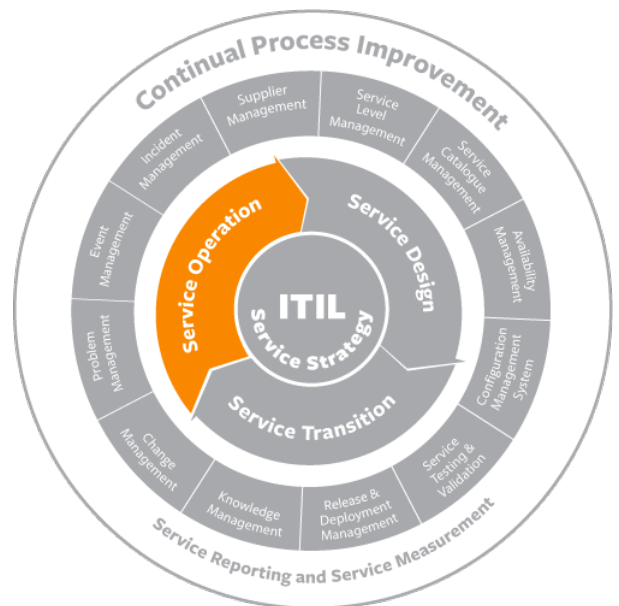 Continual Process Improvement
Supplier
Management
Service
Level
Management
Service
Catalogue
Management
Availability
Management
Configuration
Management
System
Service
Testing &
Validation
Release &
Deployment
Management
Knowledge
Management
Change
Management
Problem
Management
Event
Management
Incident
Management
Service Operation
Service Design
Service Transition
ITIL
Service Strategy
Service Reporting and Service Measurement